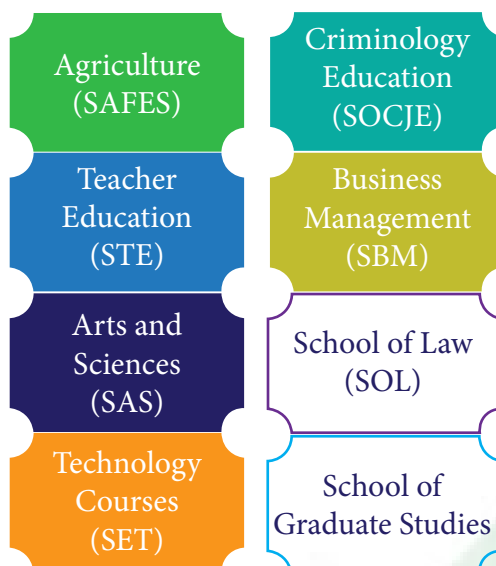 Agriculture
(SAFES)
Criminology
Education
(SOCJE)
Teacher
Education
(STE)
Business
Management
(SBM)
Arts and
Sciences
(SAS)
School of Law
(SOL)
Technology
Courses
(SET)
School of
Graduate Studies